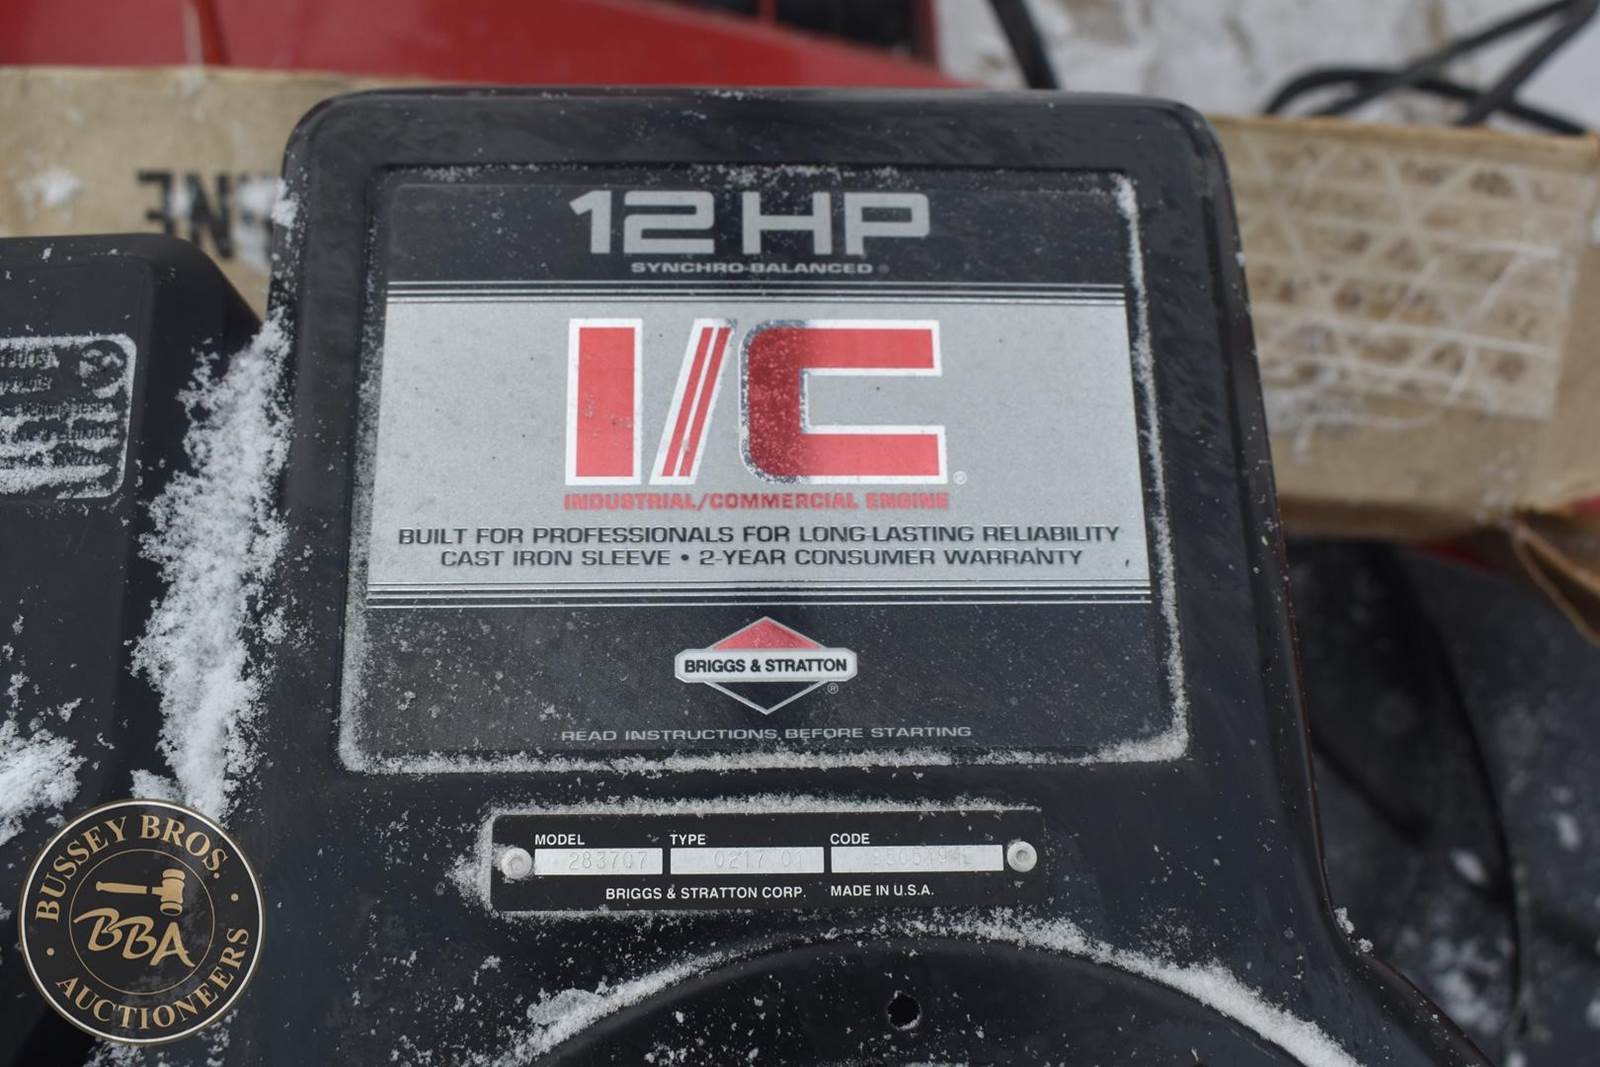 12 HP
SYNCHRO-BALANCED®
I/C®
INDUSTRIAL/COMMERCIAL ENGINE
BUILT FOR PROFESSIONALS FOR LONG-LASTING RELIABILITY
CAST IRON SLEEVE • 2-YEAR CONSUMER WARRANTY
BRIGGS & STRATTON®
READ INSTRUCTIONS BEFORE STARTING
MODEL TYPE CODE
283707 0217 01
BRIGGS & STRATTON CORP. MADE IN U.S.A.
BUSSEY BROS.
BBA
AUCTIONEERS